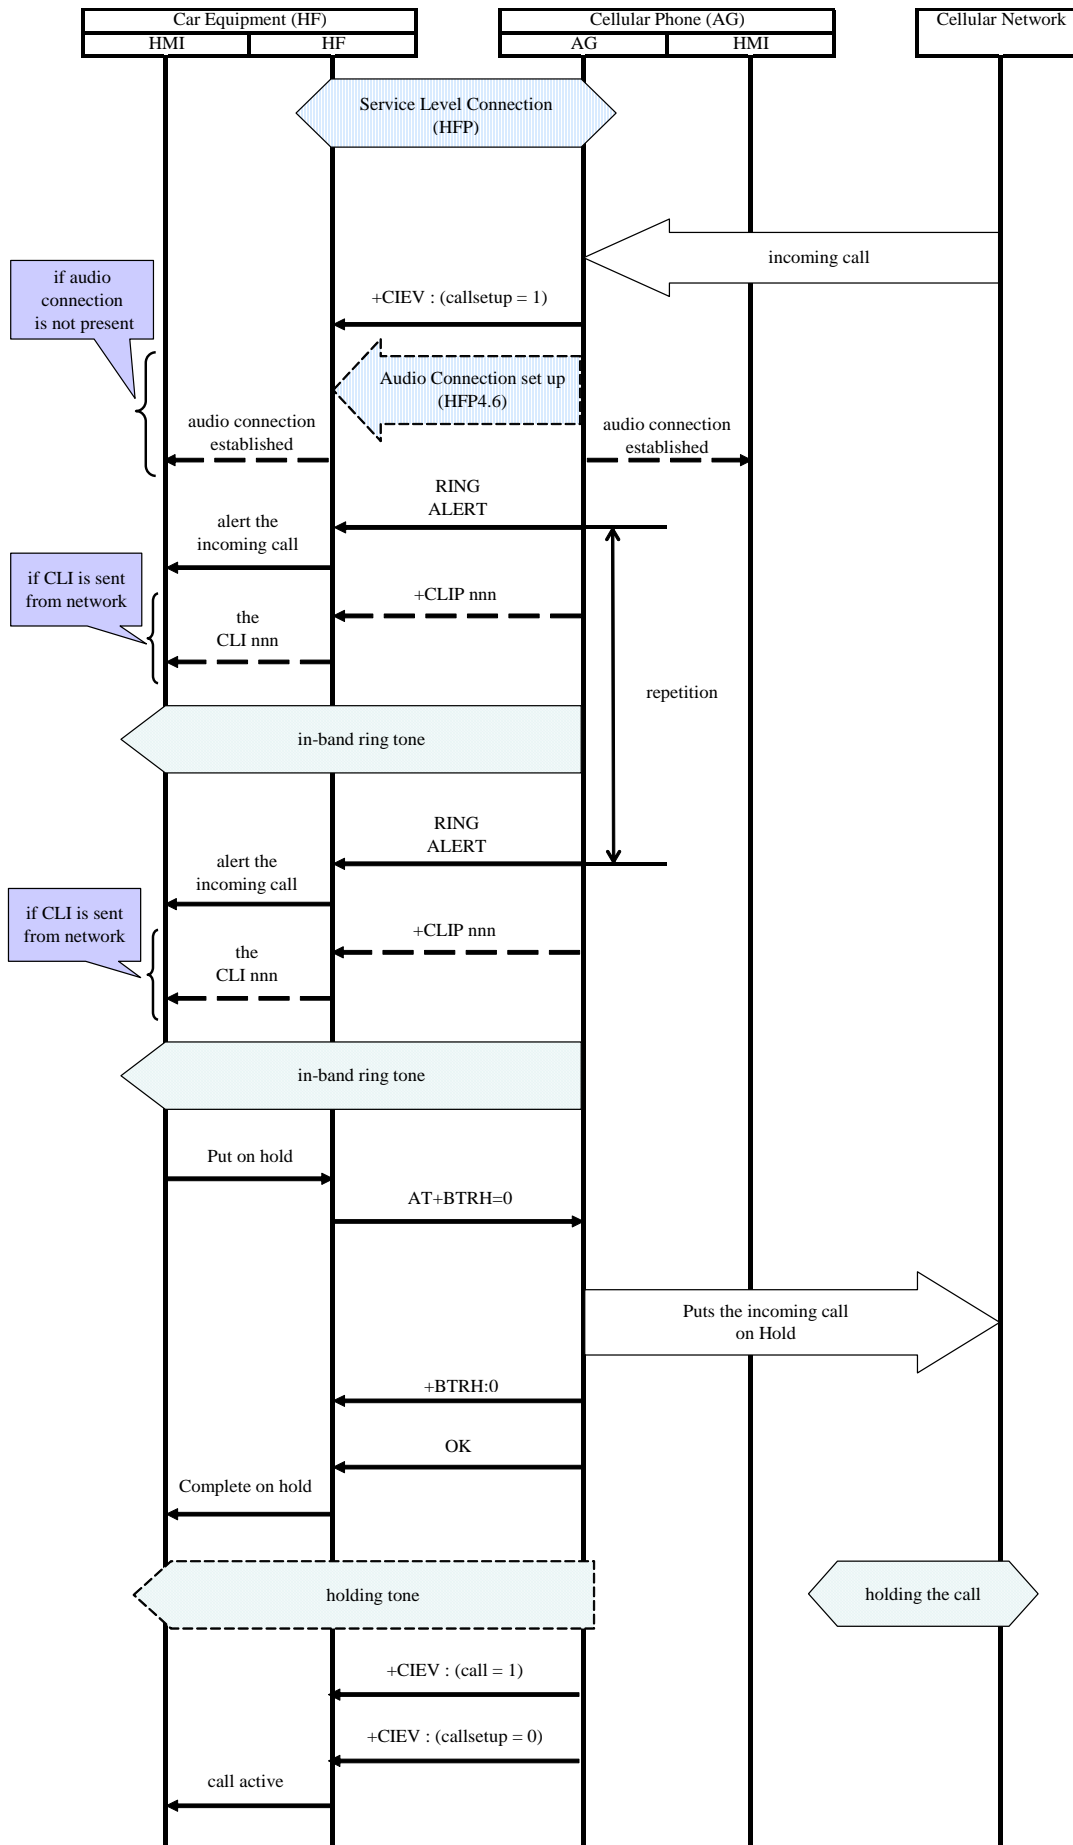 Car Equipment (HF)
Cellular Phone (AG)
Cellular Network
HMI
HF
AG
HMI
Service Level Connection
(HFP)
incoming call
if audio
connection
is not present
+CIEV : (callsetup = 1)
Audio Connection set up
(HFP4.6)
audio connection
established
audio connection
established
RING
ALERT
alert the
incoming call
if CLI is sent
from network
+CLIP nnn
the
CLI nnn
repetition
in-band ring tone
RING
ALERT
alert the
incoming call
if CLI is sent
from network
+CLIP nnn
the
CLI nnn
in-band ring tone
Put on hold
AT+BTRH=0
Puts the incoming call
on Hold
+BTRH:0
OK
Complete on hold
holding tone
holding the call
+CIEV : (call = 1)
+CIEV : (callsetup = 0)
call active